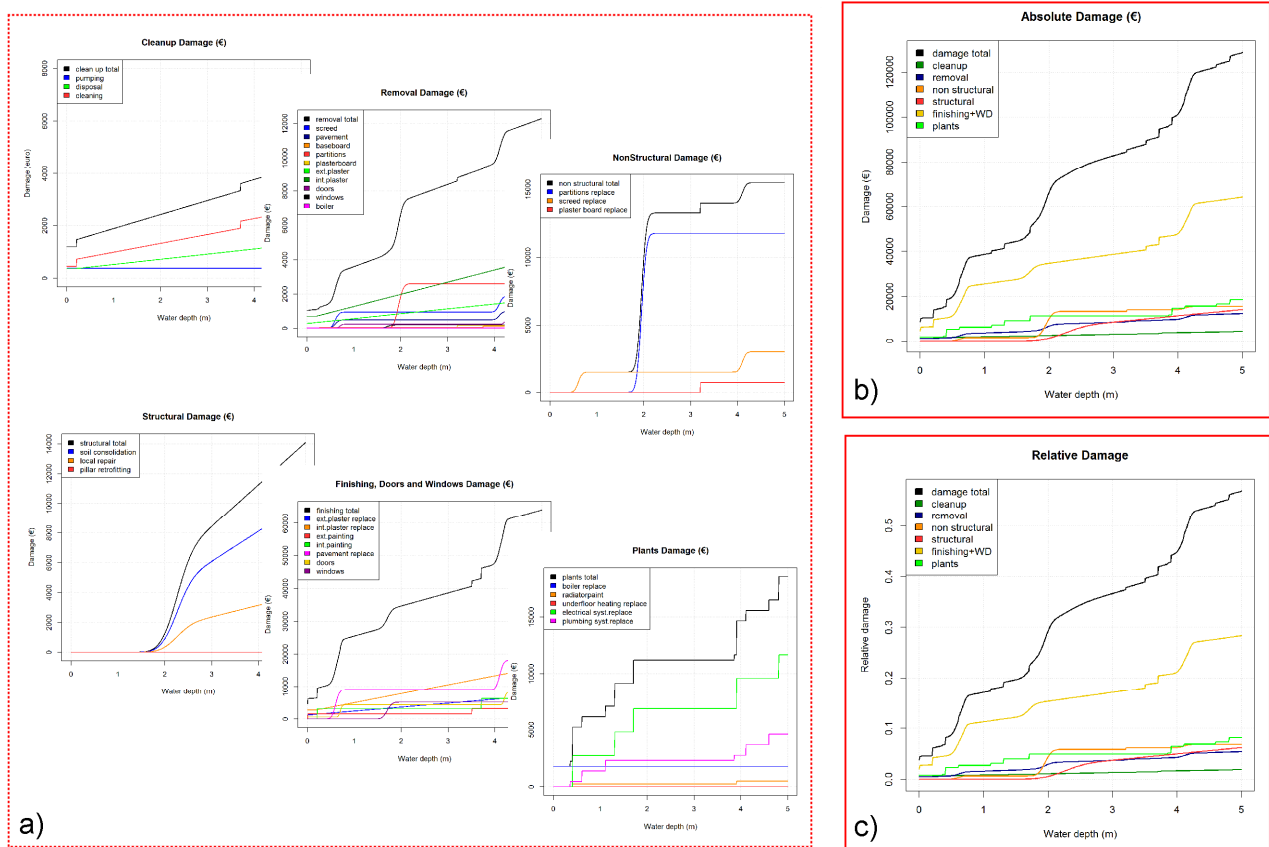 Cleanup Damage (€)
8000
6000
4000
2000
0
Damage (euro)
clean up total
pumping
disposal
cleaning
0
1
2
3
4
Water depth (m)
Removal Damage (€)
12000
10000
8000
6000
4000
2000
0
Damage (€)
removal total
screed
pavement
baseboard
partitions
plasterboard
ext.plaster
int.plaster
doors
windows
boiler
0
1
2
3
4
Water depth (m)
NonStructural Damage (€)
15000
10000
5000
0
Damage (€)
non structural total
partitions replace
screed replace
plaster board replace
0
1
2
3
4
5
Water depth (m)
Structural Damage (€)
14000
12000
10000
8000
6000
4000
2000
0
Damage (€)
structural total
soil consolidation
local repair
pillar retrofitting
0
1
2
3
4
Water depth (m)
Finishing, Doors and Windows Damage (€)
60000
50000
40000
30000
20000
10000
0
Damage (€)
finishing total
ext.plaster replace
int.plaster replace
ext.painting
int.painting
pavement replace
doors
windows
0
1
2
3
4
Water depth (m)
Plants Damage (€)
15000
10000
5000
0
Damage (€)
plants total
boiler replace
radiatorpaint
underfloor heating replace
electrical syst.replace
plumbing syst.replace
0
1
2
3
4
5
Water depth (m)
a)
Absolute Damage (€)
120000
100000
80000
60000
40000
20000
0
Damage (€)
damage total
cleanup
removal
non structural
structural
finishing+WD
plants
0
1
2
3
4
5
Water depth (m)
b)
Relative Damage
0.5
0.4
0.3
0.2
0.1
0.0
Relative damage
damage total
cleanup
removal
non structural
structural
finishing+WD
plants
0
1
2
3
4
5
Water depth (m)
c)